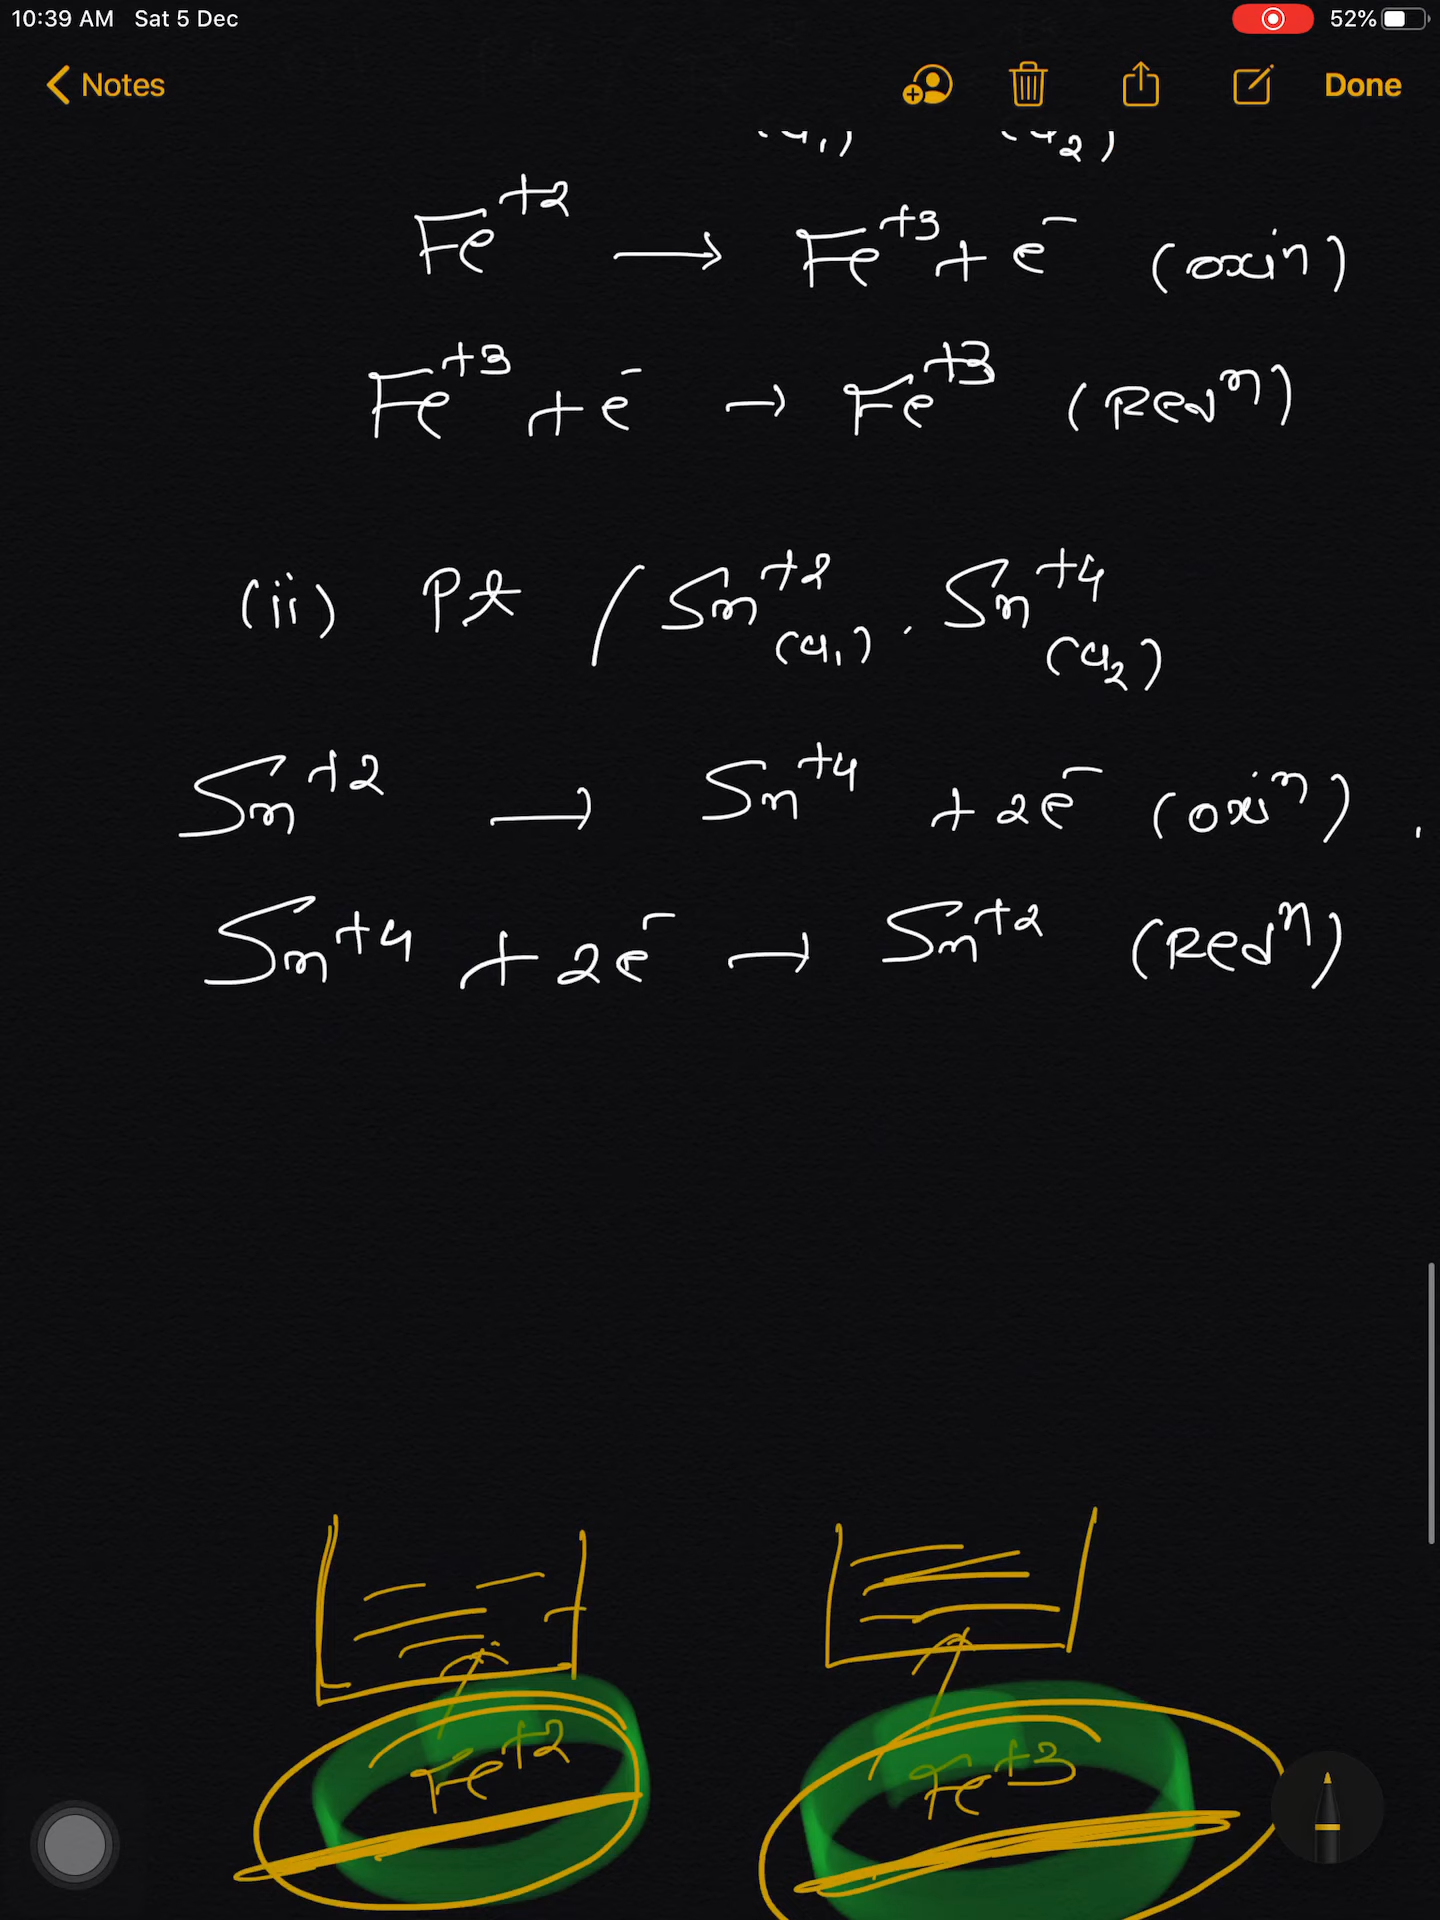 10:39 AM Sat 5 Dec 52%
Notes Done
Fe⁺² → Fe⁺³ + e⁻ (oxiⁿ)
Fe⁺³ + e⁻ → Fe⁺³ (Redⁿ)
(ii) Pt / Sn⁺² (a₁) . Sn⁺⁴ (a₂)
Sn⁺² → Sn⁺⁴ + 2e⁻ (oxiⁿ) .
Sn⁺⁴ + 2e⁻ → Sn⁺² (Redⁿ)
Fe⁺² Fe⁺³